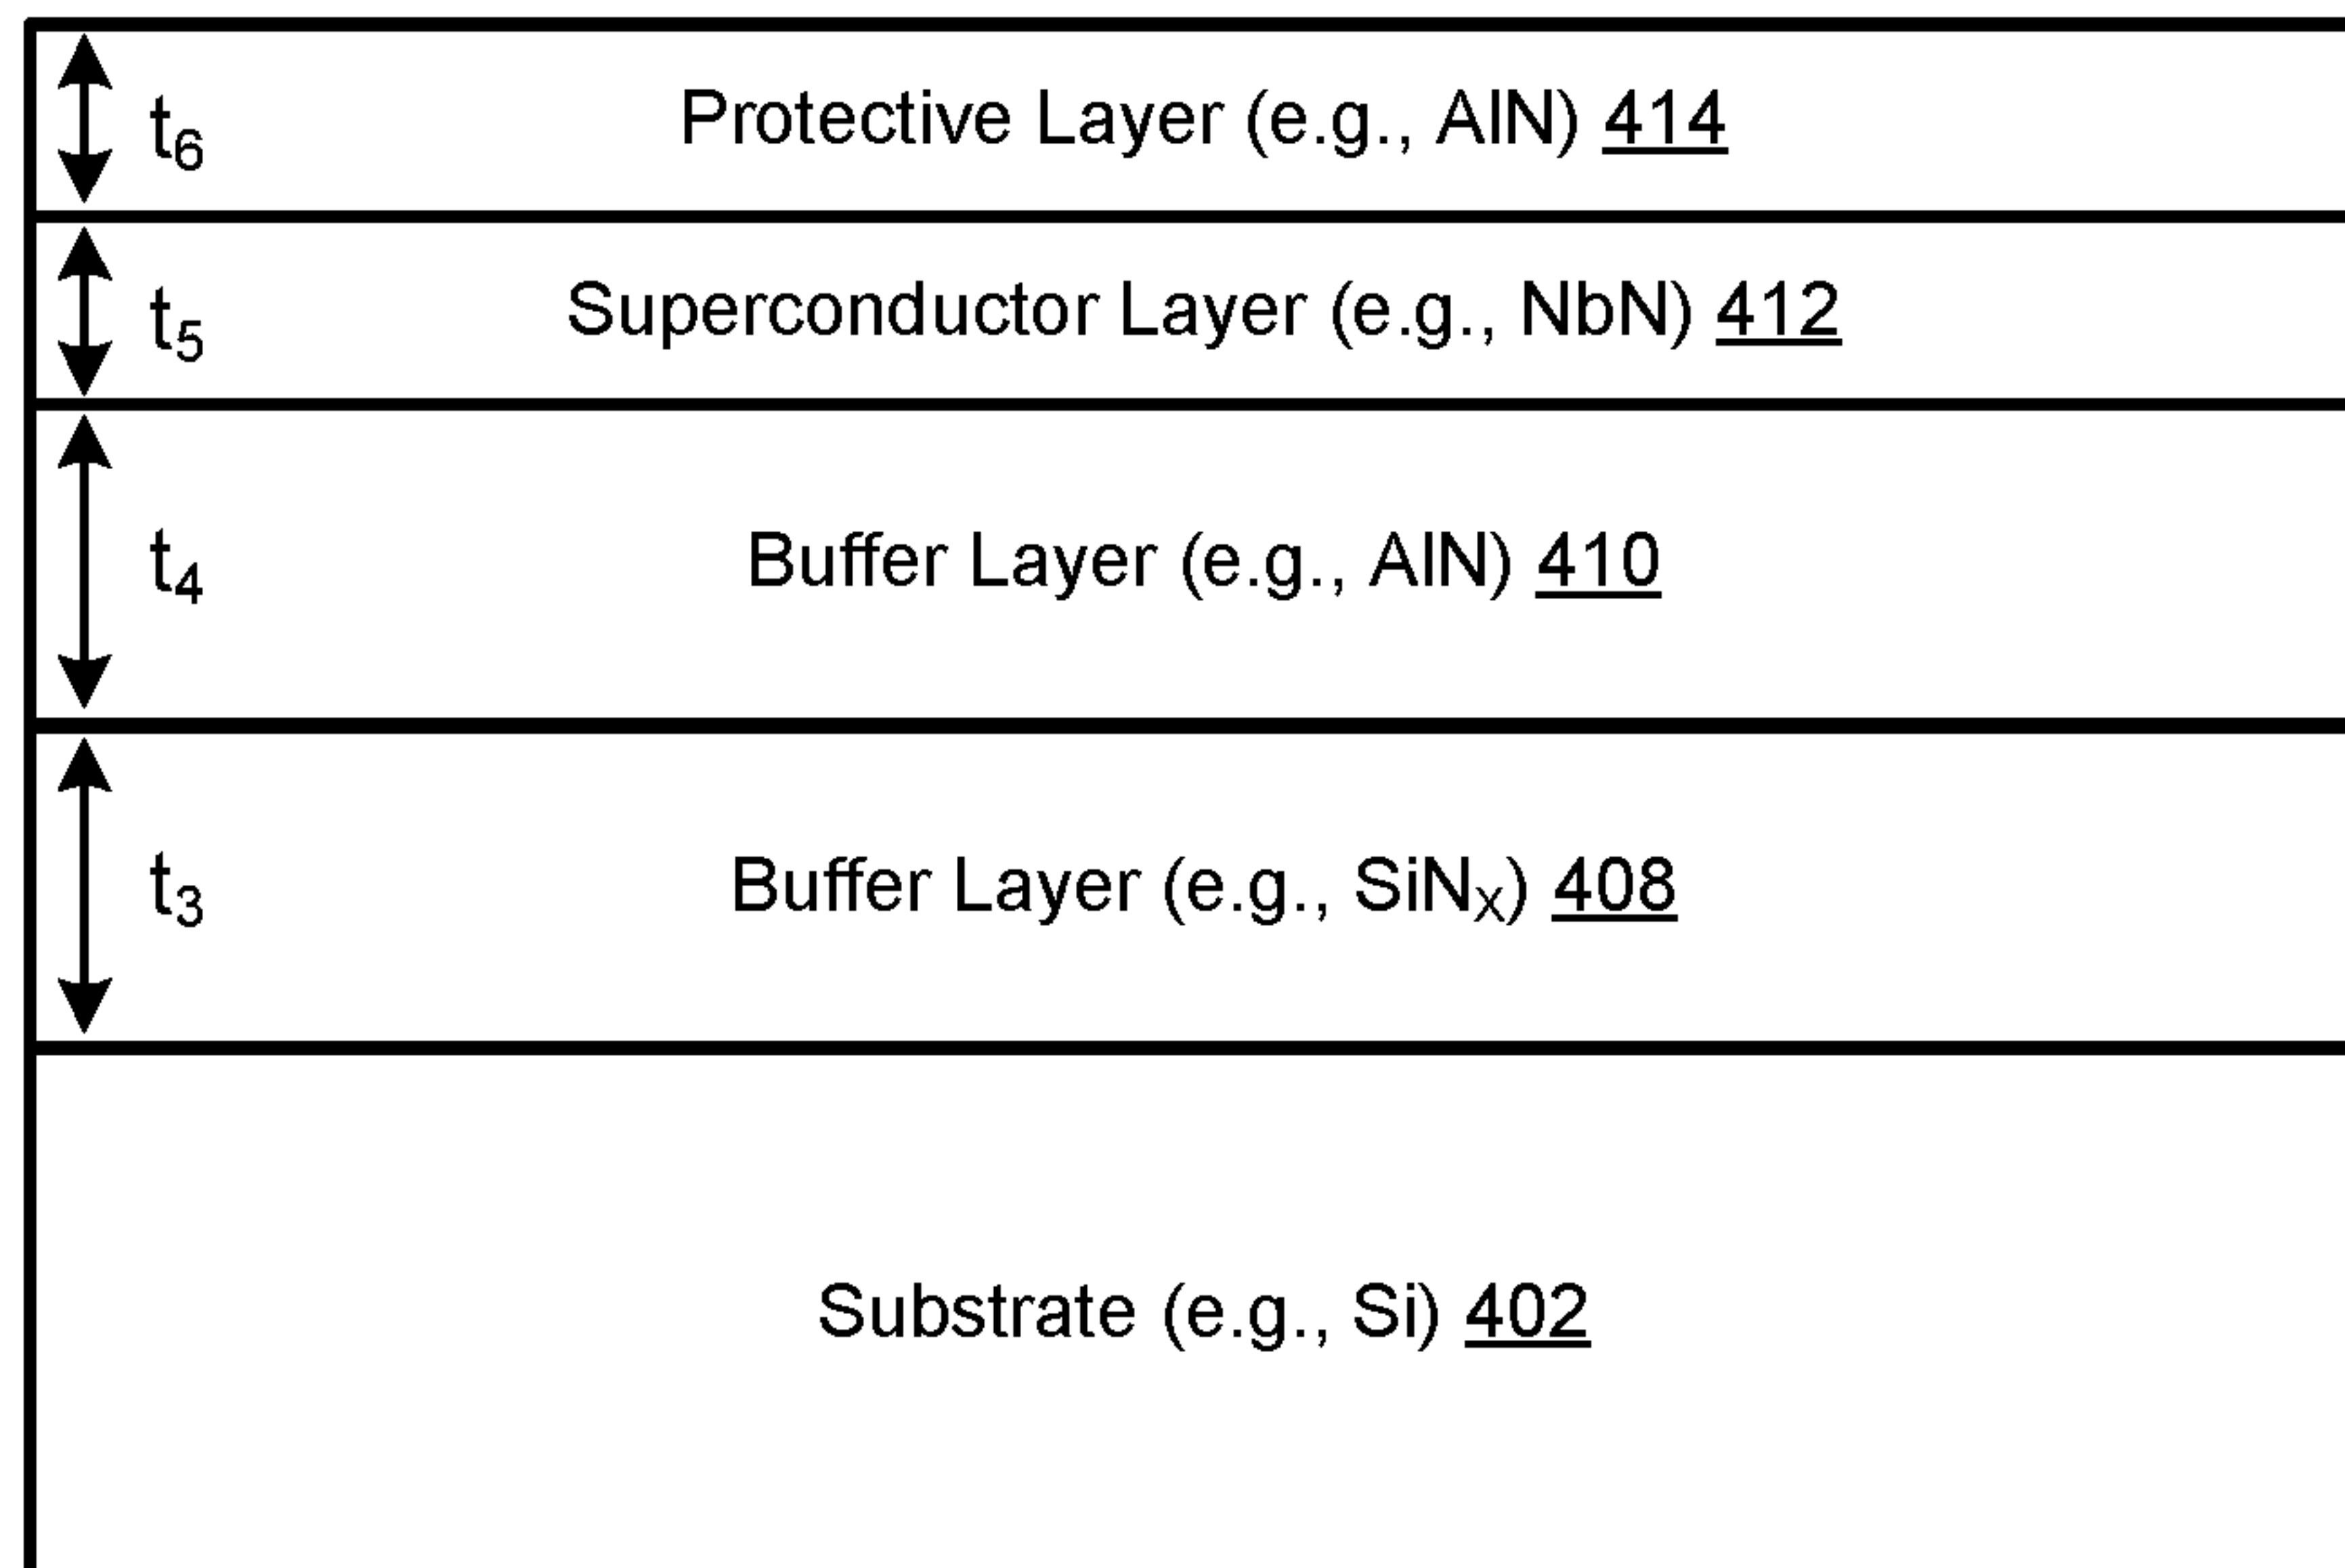 t6 Protective Layer (e.g., AlN) 414
t5 Superconductor Layer (e.g., NbN) 412
t4 Buffer Layer (e.g., AlN) 410
t3 Buffer Layer (e.g., SiNX) 408
Substrate (e.g., Si) 402